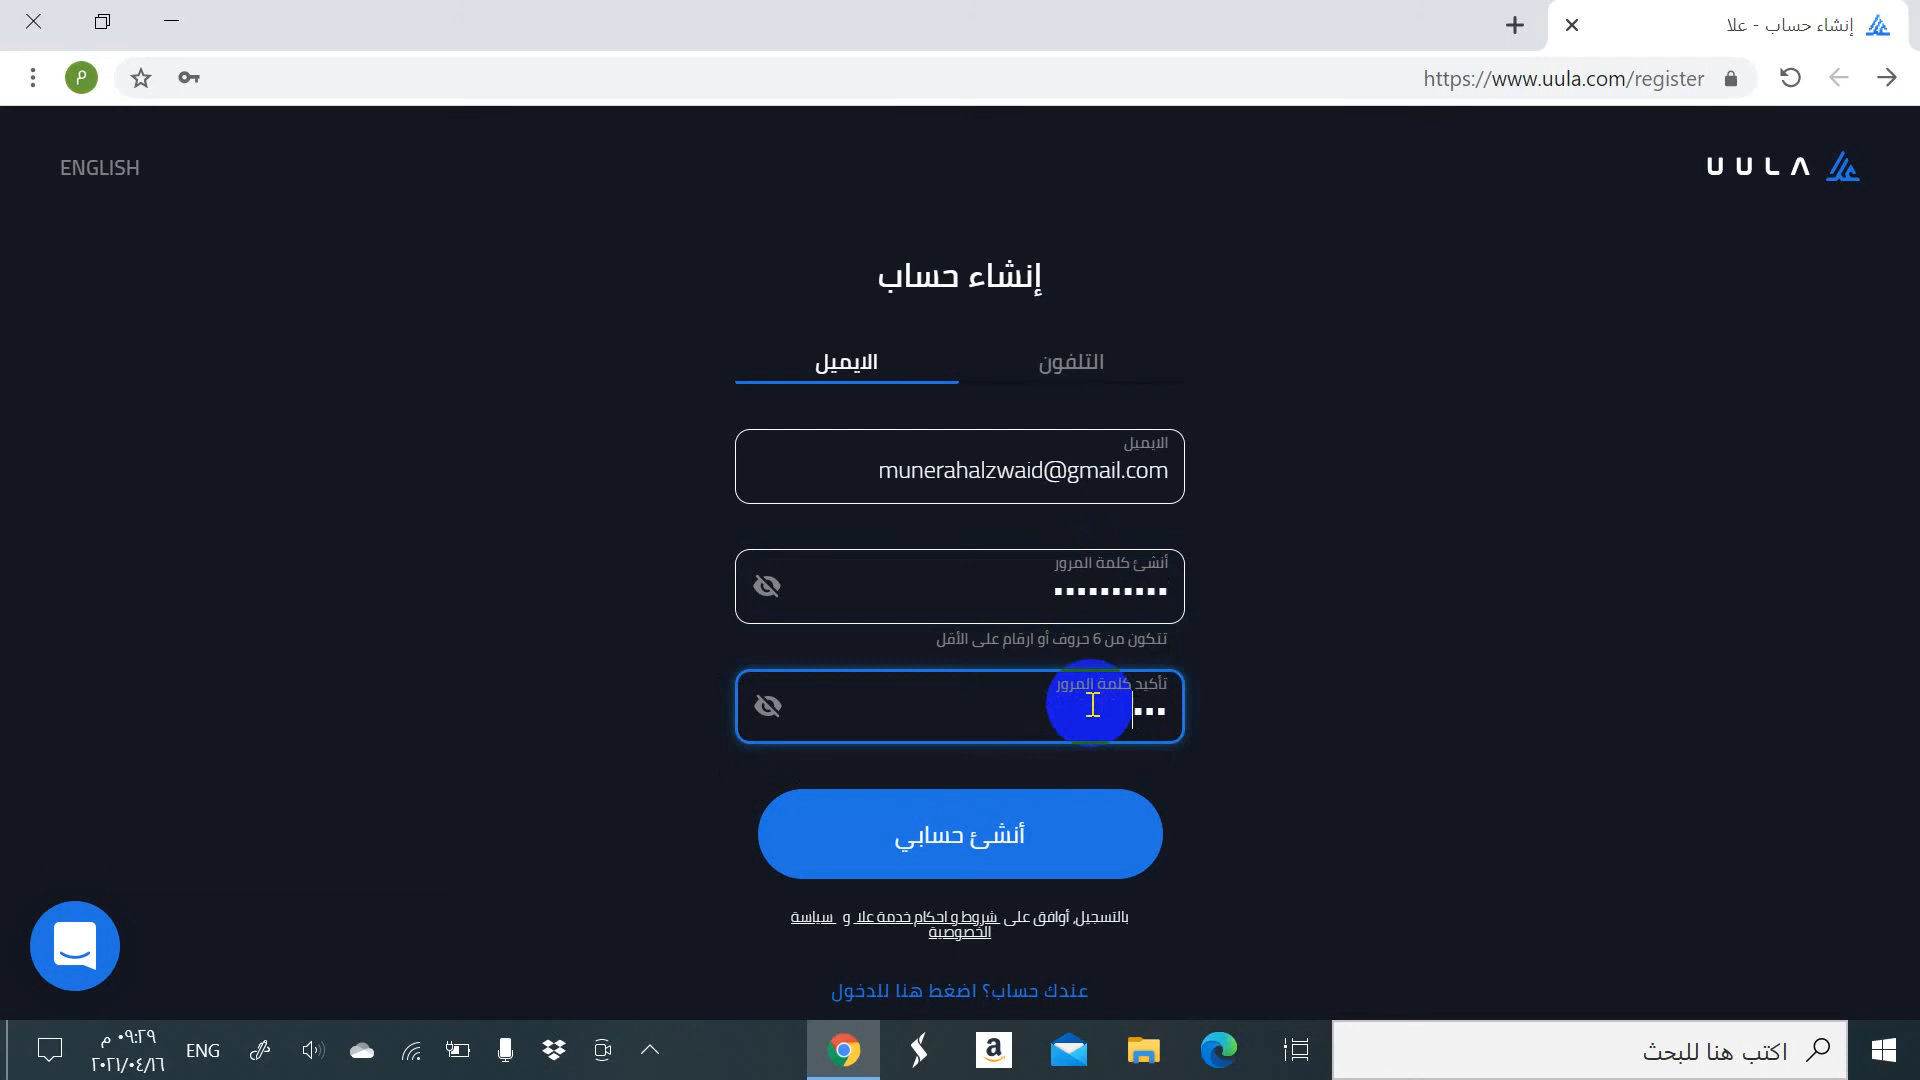 إنشاء حساب - علا
https://www.uula.com/register
م
ENGLISH
UULA
إنشاء حساب
التلفون
الايميل
الايميل
munerahalzwaid@gmail.com
أنشئ كلمة المرور
••••••••••
تتكون من 6 حروف أو ارقام على الأقل
تأكيد كلمة المرور
•••
أنشئ حسابي
بالتسجيل، أوافق على شروط و احكام خدمة علا و سياسة
الخصوصية
عندك حساب؟ اضغط هنا للدخول
اكتب هنا للبحث
a
ENG
٠٩:٢٩ م
٢٠٢١/٠٤/١٦